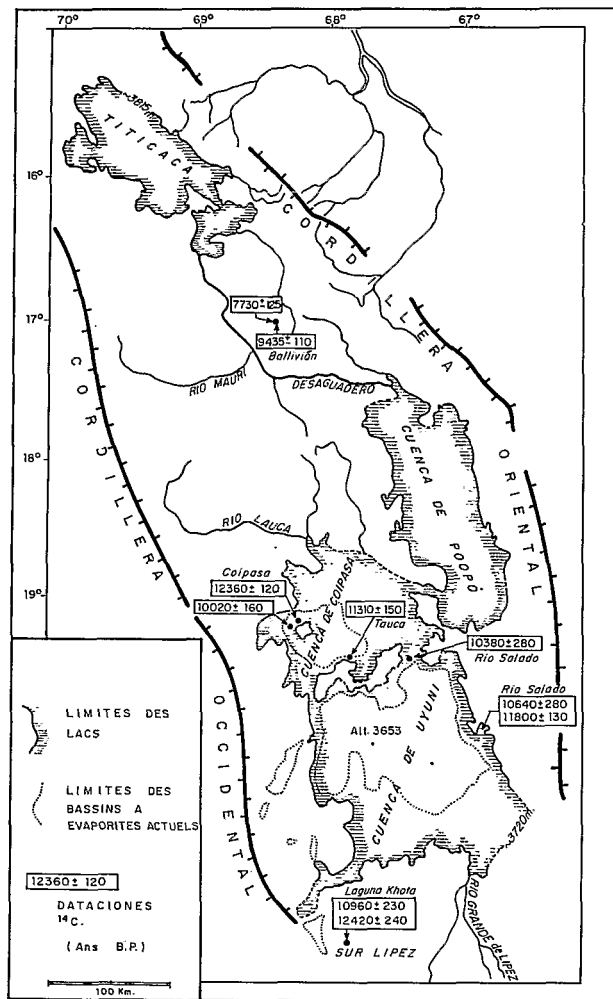 70° 69° 68° 67°
3815m
TITICACA
16°
CORDILLERA ORIENTAL
7730±125
17°
9435±110
Ballivión
RIO MAURI
DESAGUADERO
CORDILLERA OCCIDENTAL
CUENCA DE POOPÓ
18°
RIO LAUCA
19°
Coipasa
12360±120
10020±160
CUENCA DE COIPASA
11310±150
Tauca
10380±280
Rio Salado
Rio Salado
10640±280
11800±130
Alt. 3653
CUENCA DE UYUNI
3720m.
Laguna Khota
10960±230
12420±240
SUR LIPEZ
RIO GRANDE de LIPEZ
LIMITES DES
LACS
LIMITES DES
BASSINS A
EVAPORITES ACTUELS
12360±120
DATACIONES
14C.
(Ans B.P.)
100 Km.